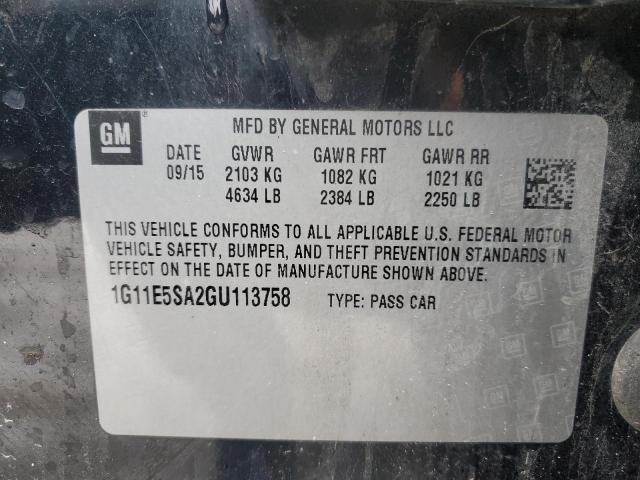 GM ® MFD BY GENERAL MOTORS LLC
DATE GVWR GAWR FRT GAWR RR
09/15 2103 KG 1082 KG 1021 KG
4634 LB 2384 LB 2250 LB
THIS VEHICLE CONFORMS TO ALL APPLICABLE U.S. FEDERAL MOTOR
VEHICLE SAFETY, BUMPER, AND THEFT PREVENTION STANDARDS IN
EFFECT ON THE DATE OF MANUFACTURE SHOWN ABOVE.
1G11E5SA2GU113758 TYPE: PASS CAR